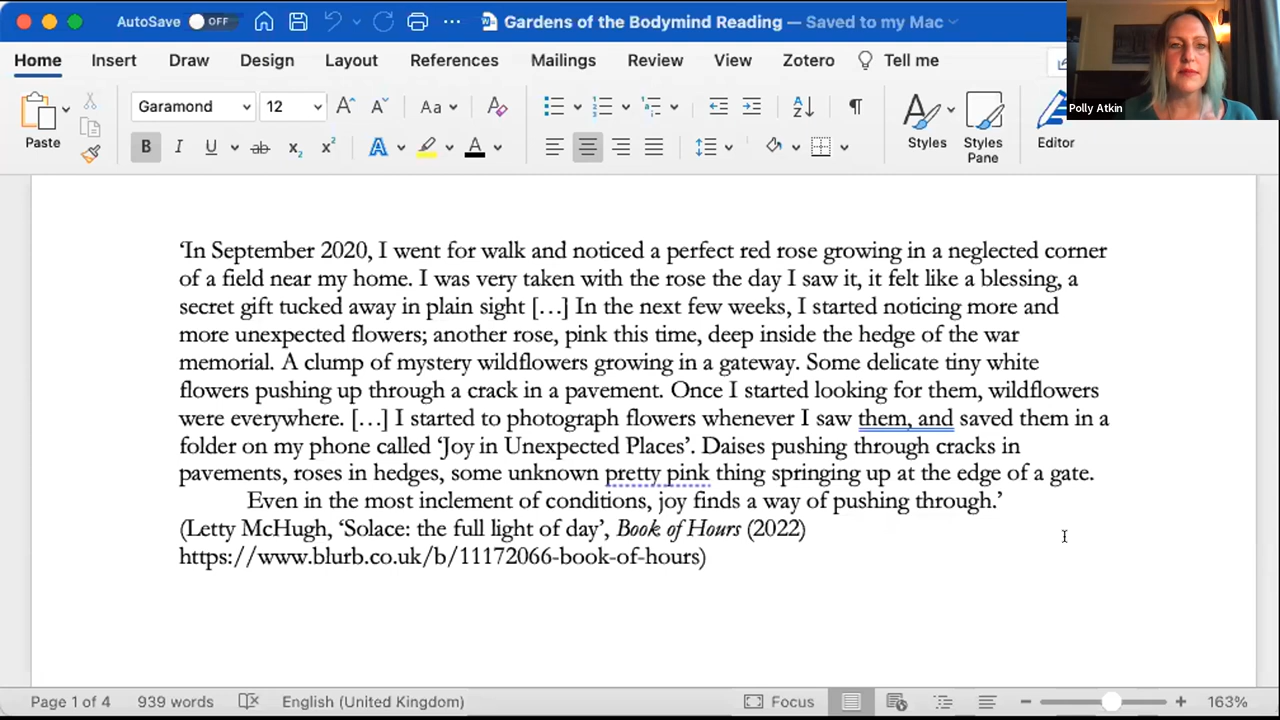 AutoSave OFF Gardens of the Bodymind Reading — Saved to my Mac
Home Insert Draw Design Layout References Mailings Review View Zotero Tell me
Polly Atkin
Paste Garamond 12 Aa Styles Styles Pane Editor
‘In September 2020, I went for walk and noticed a perfect red rose growing in a neglected corner
of a field near my home. I was very taken with the rose the day I saw it, it felt like a blessing, a
secret gift tucked away in plain sight […] In the next few weeks, I started noticing more and
more unexpected flowers; another rose, pink this time, deep inside the hedge of the war
memorial. A clump of mystery wildflowers growing in a gateway. Some delicate tiny white
flowers pushing up through a crack in a pavement. Once I started looking for them, wildflowers
were everywhere. […] I started to photograph flowers whenever I saw them, and saved them in a
folder on my phone called ‘Joy in Unexpected Places’. Daises pushing through cracks in
pavements, roses in hedges, some unknown pretty pink thing springing up at the edge of a gate.
Even in the most inclement of conditions, joy finds a way of pushing through.’
(Letty McHugh, ‘Solace: the full light of day’, Book of Hours (2022)
https://www.blurb.co.uk/b/11172066-book-of-hours)
Page 1 of 4 939 words English (United Kingdom) Focus 163%